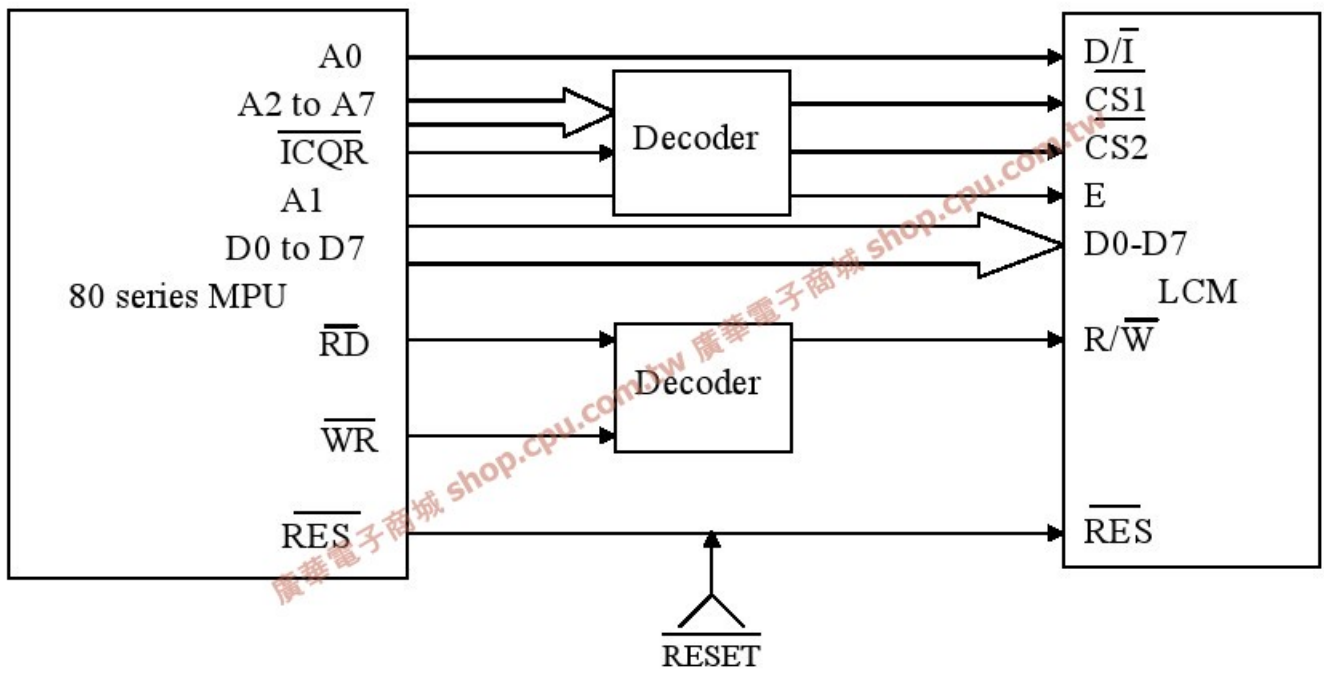 A0
A2 to A7
ICQR
A1
D0 to D7
80 series MPU
RD
WR
RES
Decoder
Decoder
D/I
CS1
CS2
E
D0-D7
LCM
R/W
RES
RESET
廣華電子商城 shop.cpu.com.tw 廣華電子商城 shop.cpu.com.tw